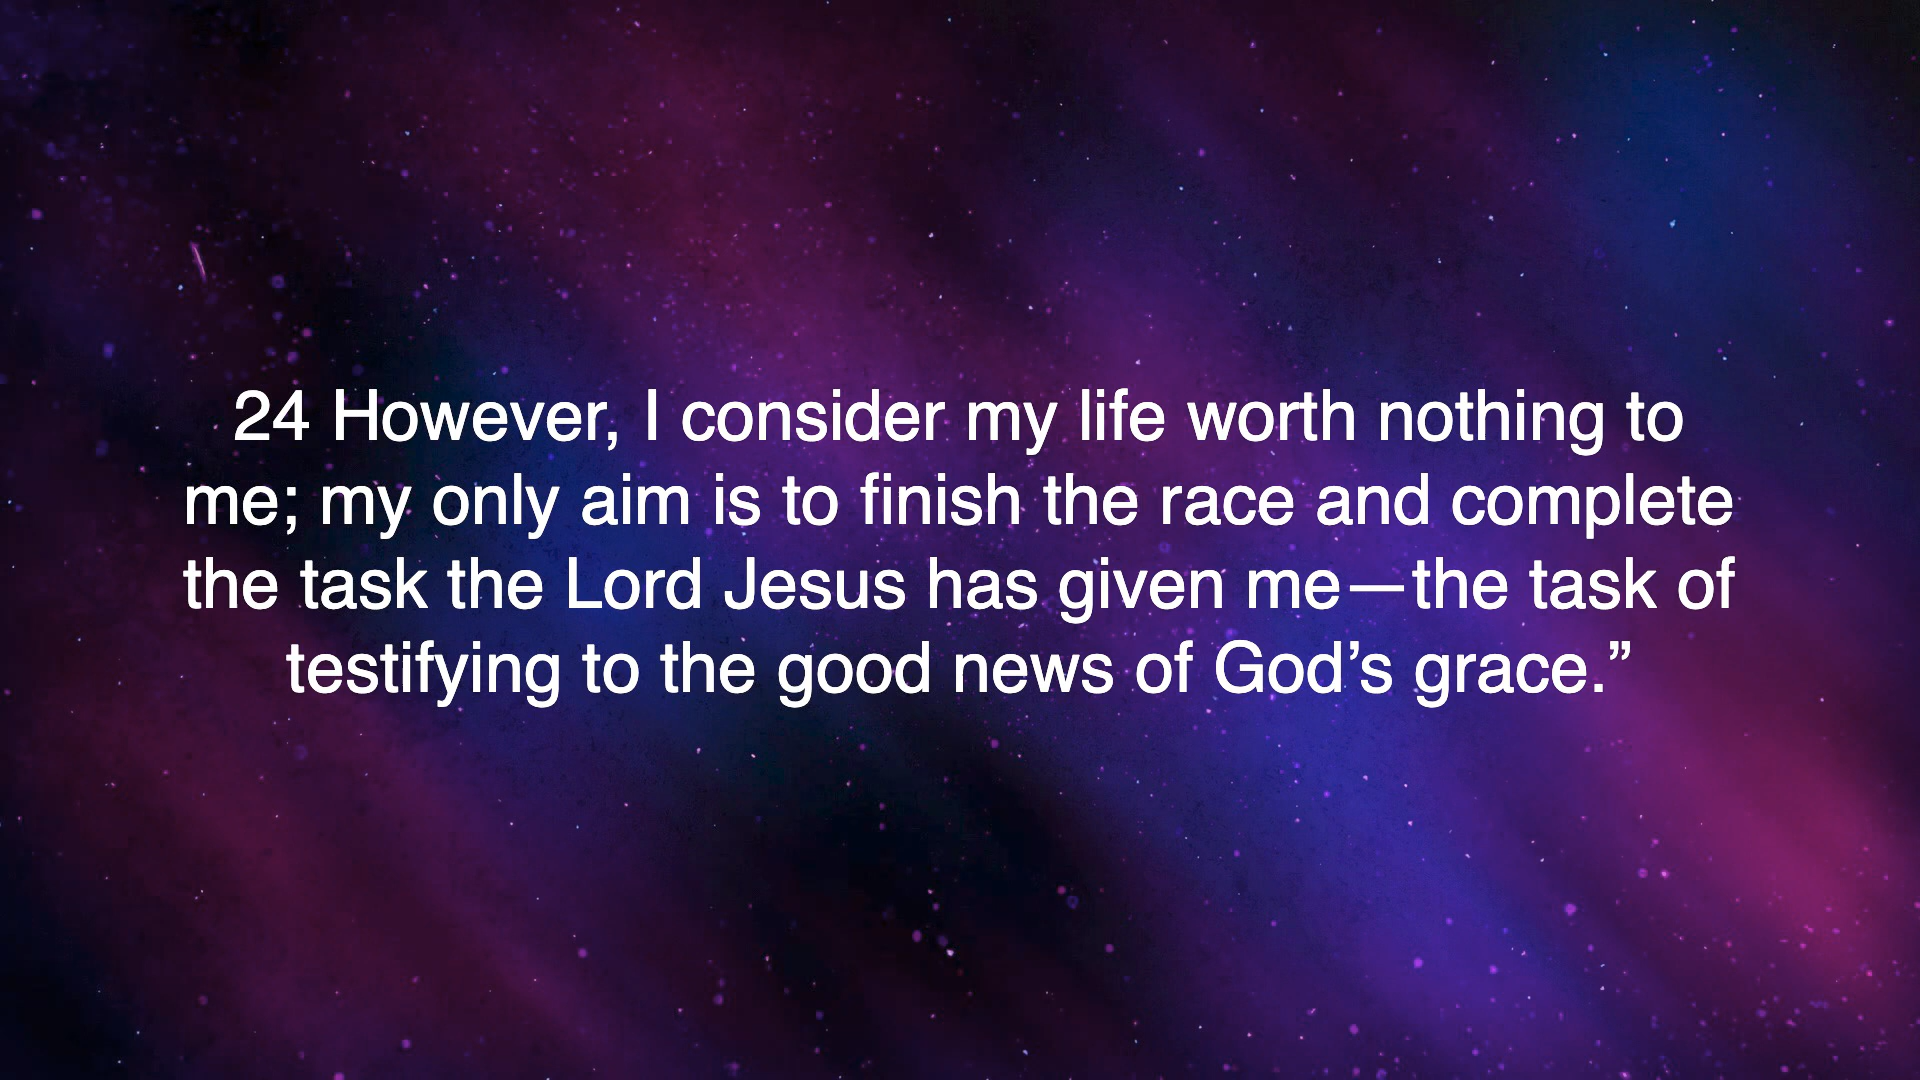 24 However, I consider my life worth nothing to
me; my only aim is to finish the race and complete
the task the Lord Jesus has given me—the task of
testifying to the good news of God’s grace.”